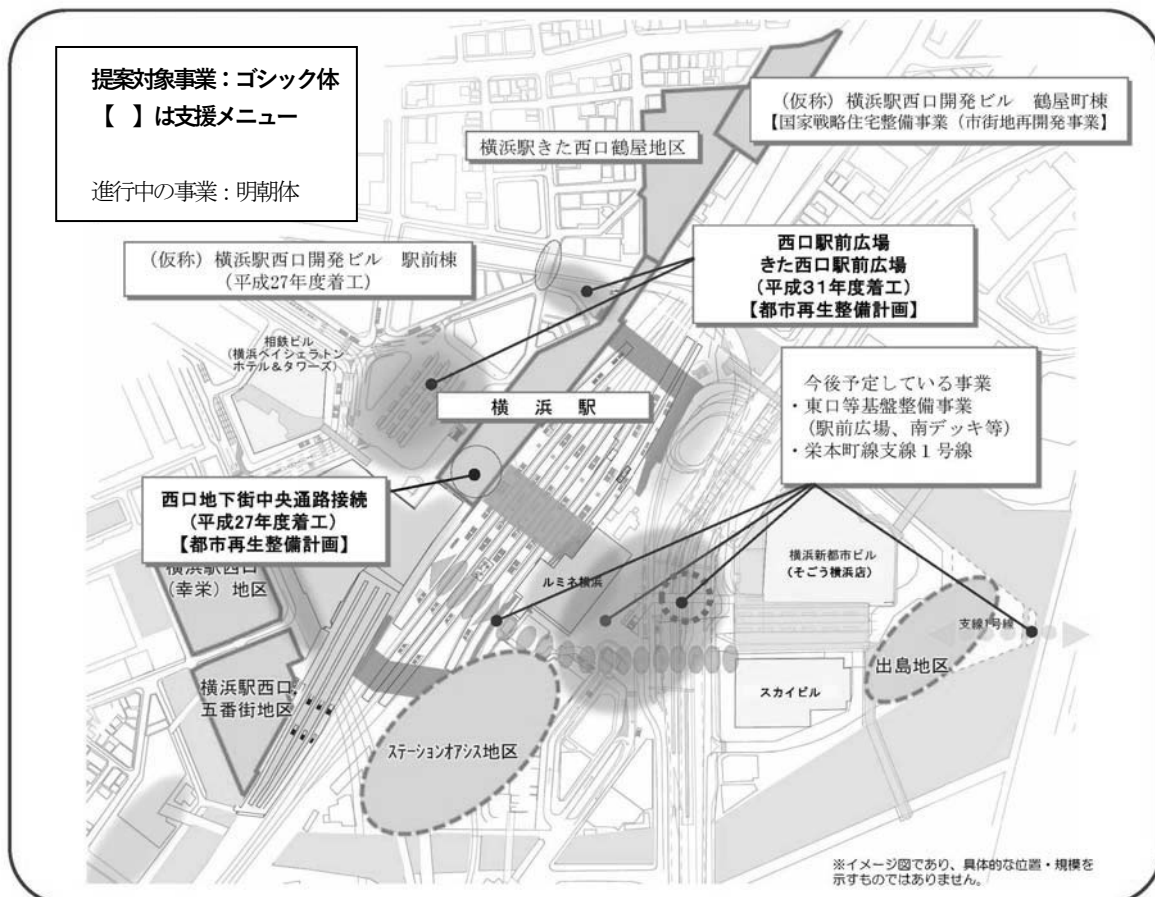 提案対象事業：ゴシック体
【　】は支援メニュー
進行中の事業：明朝体
（仮称）横浜駅西口開発ビル　鶴屋町棟
【国家戦略住宅整備事業（市街地再開発事業】
横浜駅きた西口鶴屋地区
西口駅前広場
きた西口駅前広場
（平成31年度着工）
【都市再生整備計画】
（仮称）横浜駅西口開発ビル　駅前棟
（平成27年度着工）
相鉄ビル
（横浜ベイシェラトン
ホテル＆タワーズ）
横　浜　駅
今後予定している事業
・東口等基盤整備事業
（駅前広場、南デッキ等）
・栄本町線支線１号線
西口地下街中央通路接続
（平成27年度着工）
【都市再生整備計画】
横浜駅西口
（幸栄）地区
ルミネ横浜
横浜新都市ビル
（そごう横浜店）
支線1号線
出島地区
横浜駅西口
五番街地区
スカイビル
ステーションオアシス地区
※イメージ図であり、具体的な位置・規模を
示すものではありません。